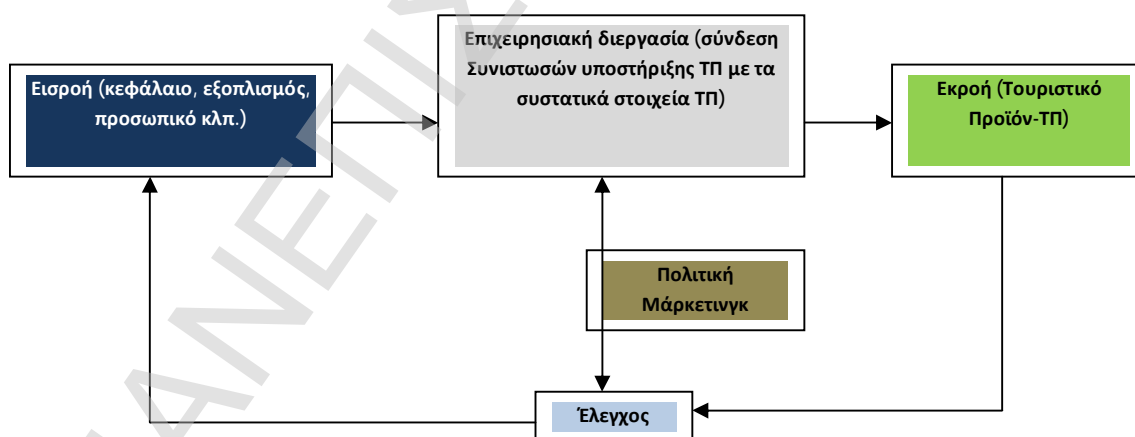 Εισροή (κεφάλαιο, εξοπλισμός,
προσωπικό κλπ.)
Επιχειρησιακή διεργασία (σύνδεση
Συνιστωσών υποστήριξης ΤΠ με τα
συστατικά στοιχεία ΤΠ)
Εκροή (Τουριστικό
Προϊόν-ΤΠ)
Πολιτική
Μάρκετινγκ
Έλεγχος